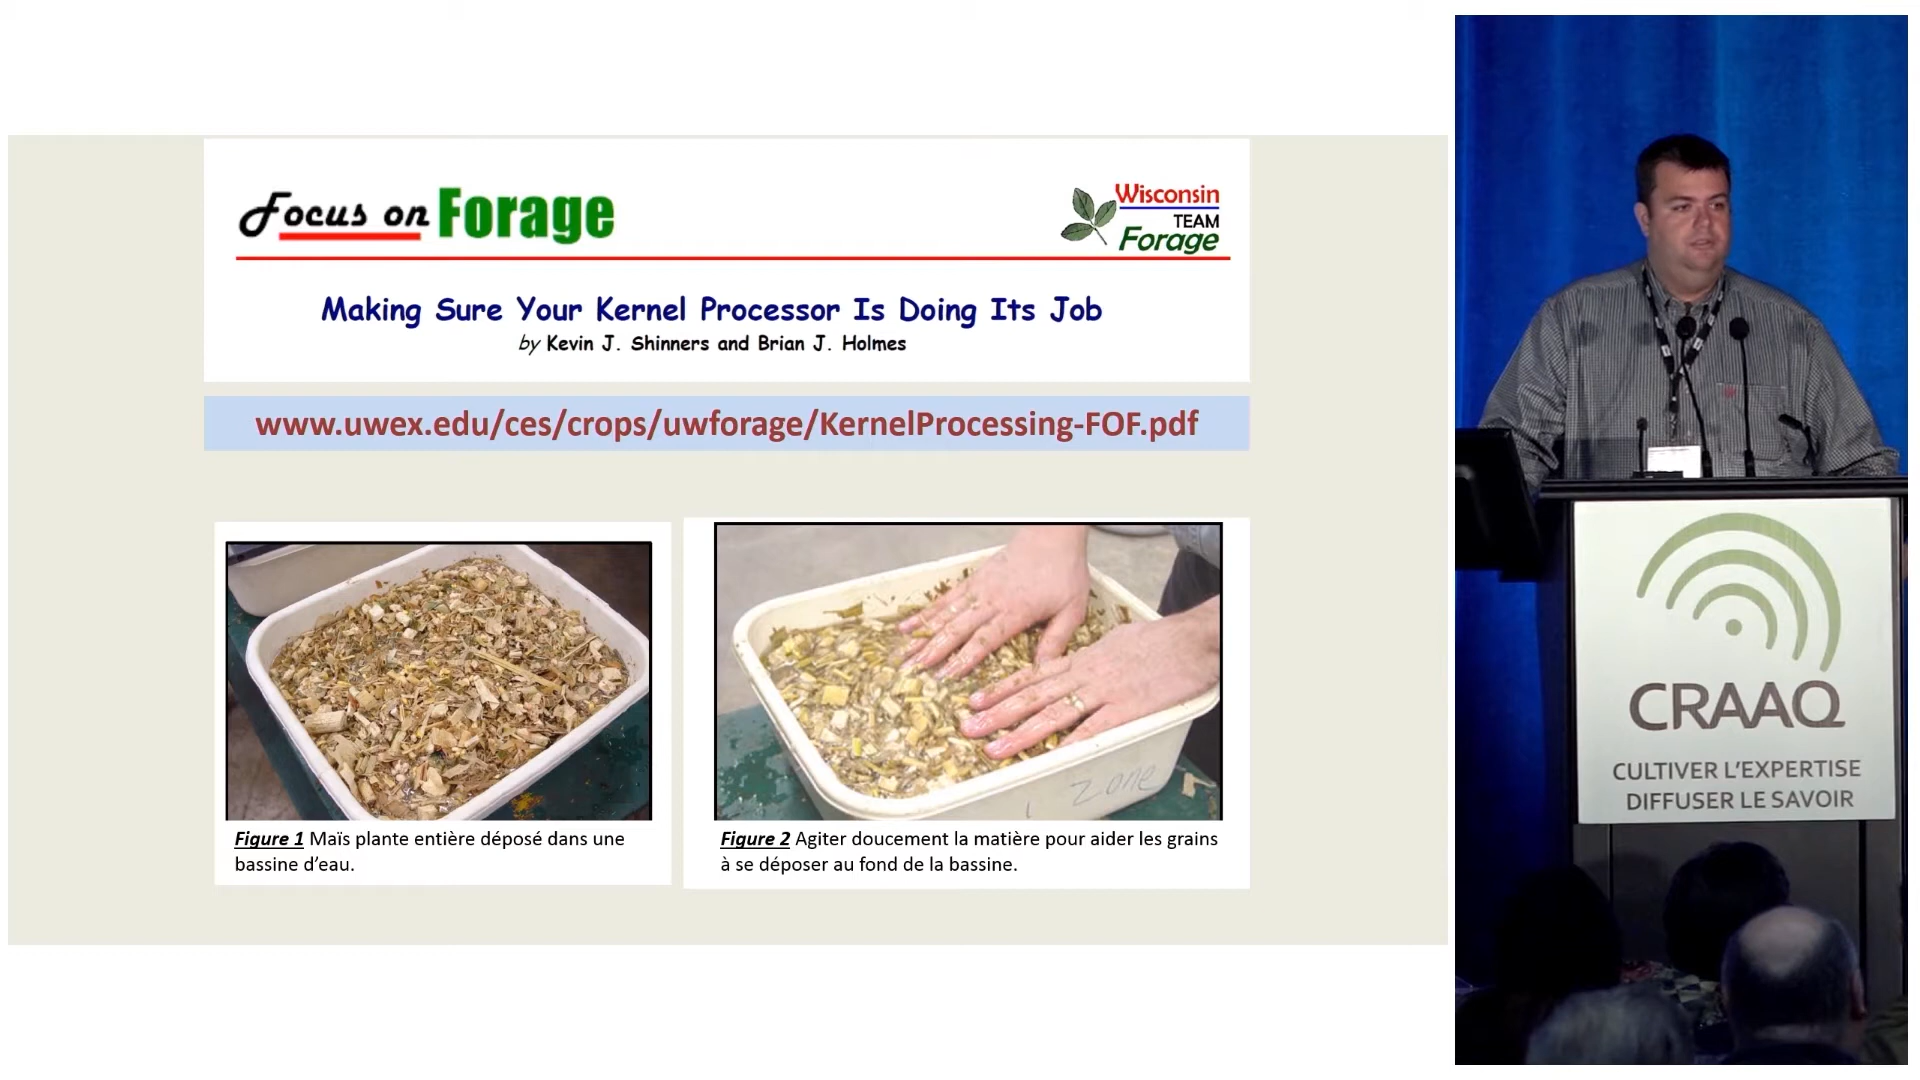 Focus on Forage
Wisconsin
TEAM
Forage
Making Sure Your Kernel Processor Is Doing Its Job
by Kevin J. Shinners and Brian J. Holmes
www.uwex.edu/ces/crops/uwforage/KernelProcessing-FOF.pdf
Zone
Figure 1 Maïs plante entière déposé dans une
bassine d’eau.
Figure 2 Agiter doucement la matière pour aider les grains
à se déposer au fond de la bassine.
CRAAQ
CULTIVER L'EXPERTISE
DIFFUSER LE SAVOIR